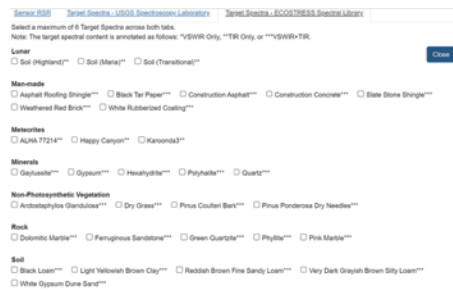 Sensor RSR Target Spectra - USGS Spectroscopy Laboratory Target Spectra - ECOSTRESS Spectral Library
Select a maximum of 6 Target Spectra across both tabs.
Note: The target spectral content is annotated as follows: *VSWIR Only, **TIR Only, or ***VSWIR+TIR.
Close
Lunar
Soil (Highland)** Soil (Maria)** Soil (Transitional)**
Man-made
Asphalt Roofing Shingle*** Black Tar Paper*** Construction Asphalt*** Construction Concrete*** Slate Stone Shingle***
Weathered Red Brick*** White Rubberized Coating***
Meteorites
ALHA 77214** Happy Canyon** Karoonda3**
Minerals
Gaylussite*** Gypsum*** Hexahydrite*** Polyhalite*** Quartz***
Non-Photosynthetic Vegetation
Arctostaphylos Glandulosa*** Dry Grass*** Pinus Coulteri Bark*** Pinus Ponderosa Dry Needles***
Rock
Dolomitic Marble*** Ferruginous Sandstone*** Green Quartzite*** Phyllite*** Pink Marble***
Soil
Black Loam*** Light Yellowish Brown Clay*** Reddish Brown Fine Sandy Loam*** Very Dark Grayish Brown Silty Loam***
White Gypsum Dune Sand***